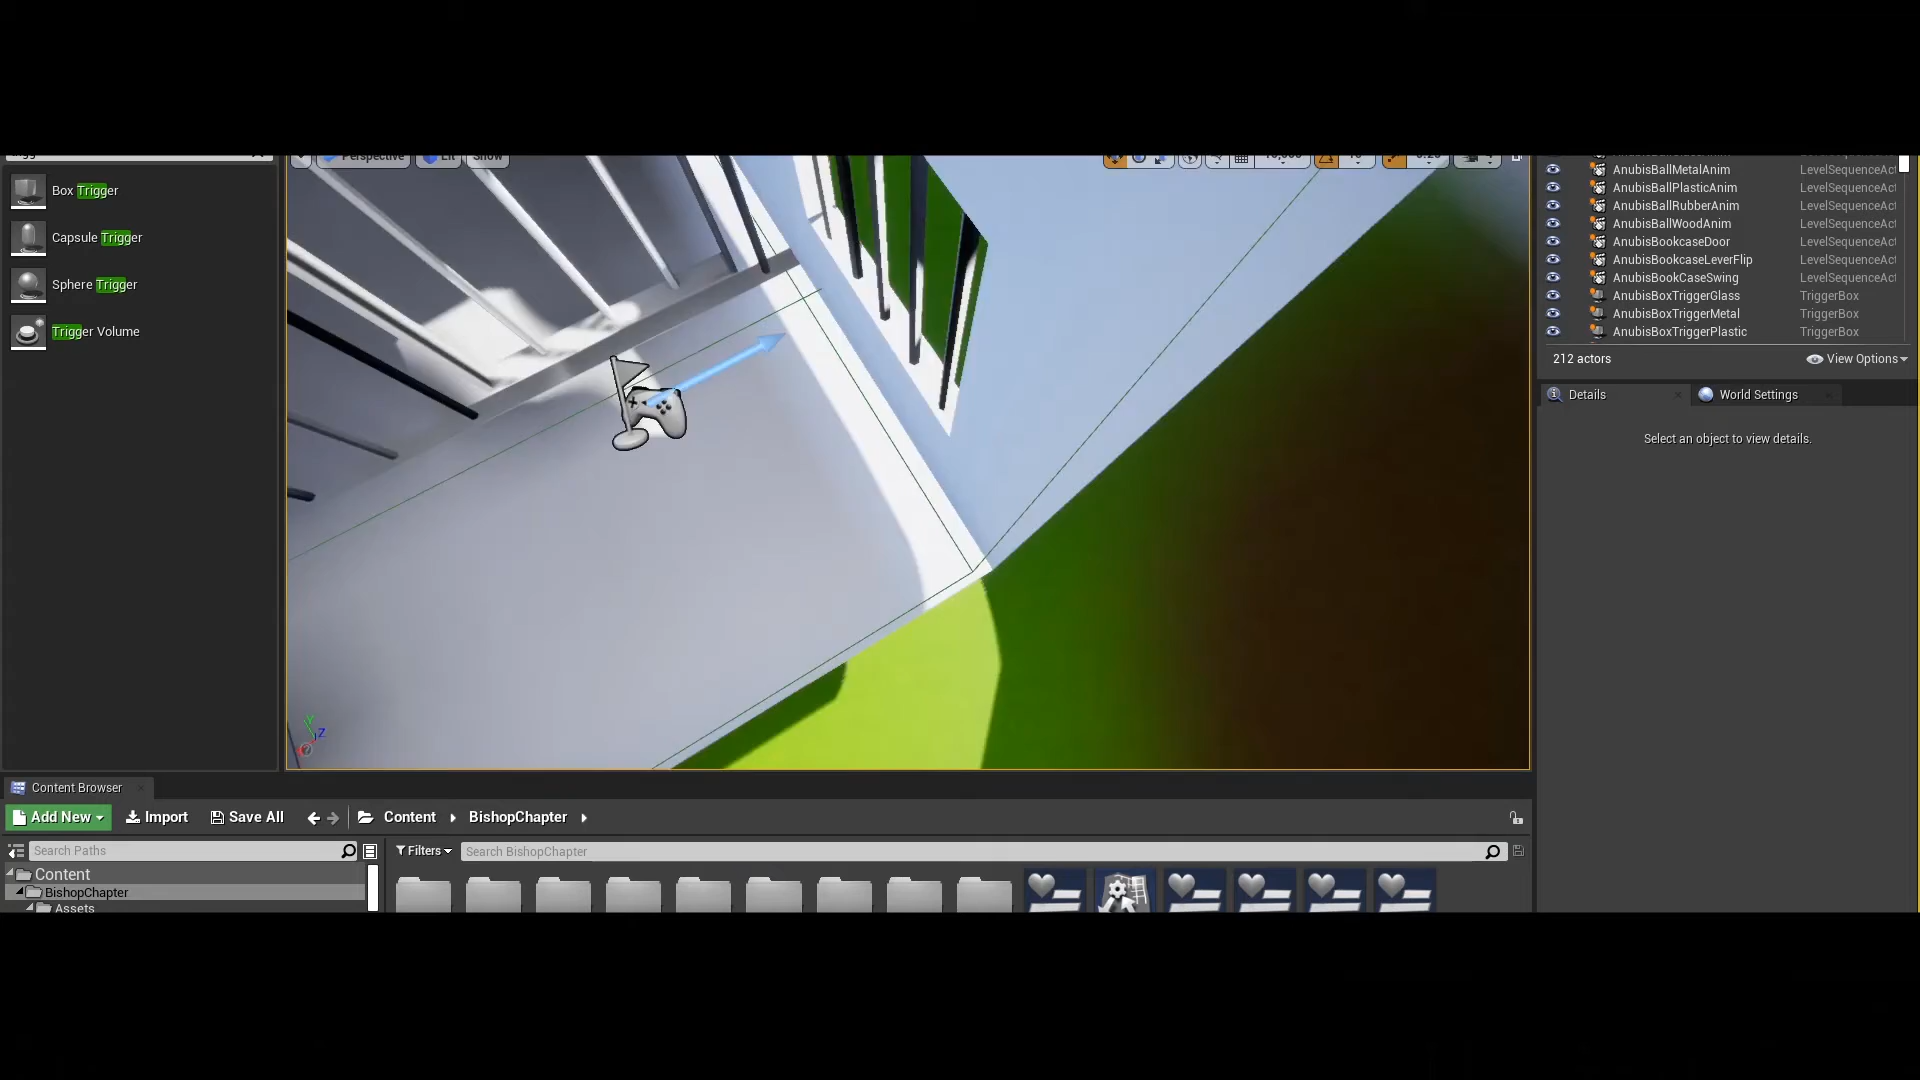 Perspective
Lit
Show
Box Trigger
Capsule Trigger
Sphere Trigger
Trigger Volume
AnubisBallMetalAnim LevelSequenceAct
AnubisBallPlasticAnim LevelSequenceAct
AnubisBallRubberAnim LevelSequenceAct
AnubisBallWoodAnim LevelSequenceAct
AnubisBookcaseDoor LevelSequenceAct
AnubisBookcaseLeverFlip LevelSequenceAct
AnubisBookCaseSwing LevelSequenceAct
AnubisBoxTriggerGlass TriggerBox
AnubisBoxTriggerMetal TriggerBox
AnubisBoxTriggerPlastic TriggerBox
212 actors View Options
Details World Settings
Select an object to view details.
Y
Z
Content Browser
Add New Import Save All Content BishopChapter
Search Paths Filters Search BishopChapter
Content
BishopChapter
Assets